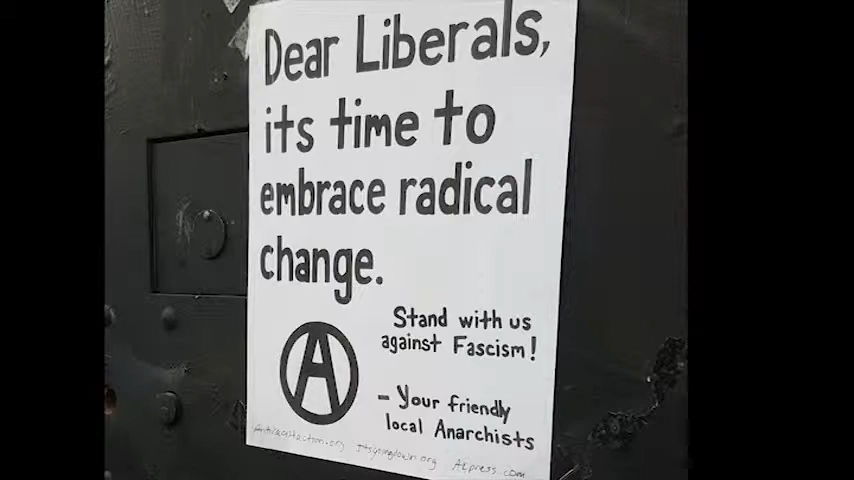 Dear Liberals,
its time to
embrace radical
change.
Stand with us
against Fascism!
- Your friendly
local Anarchists
Antiracistaction.org itsgoingdown.org AKpress.com